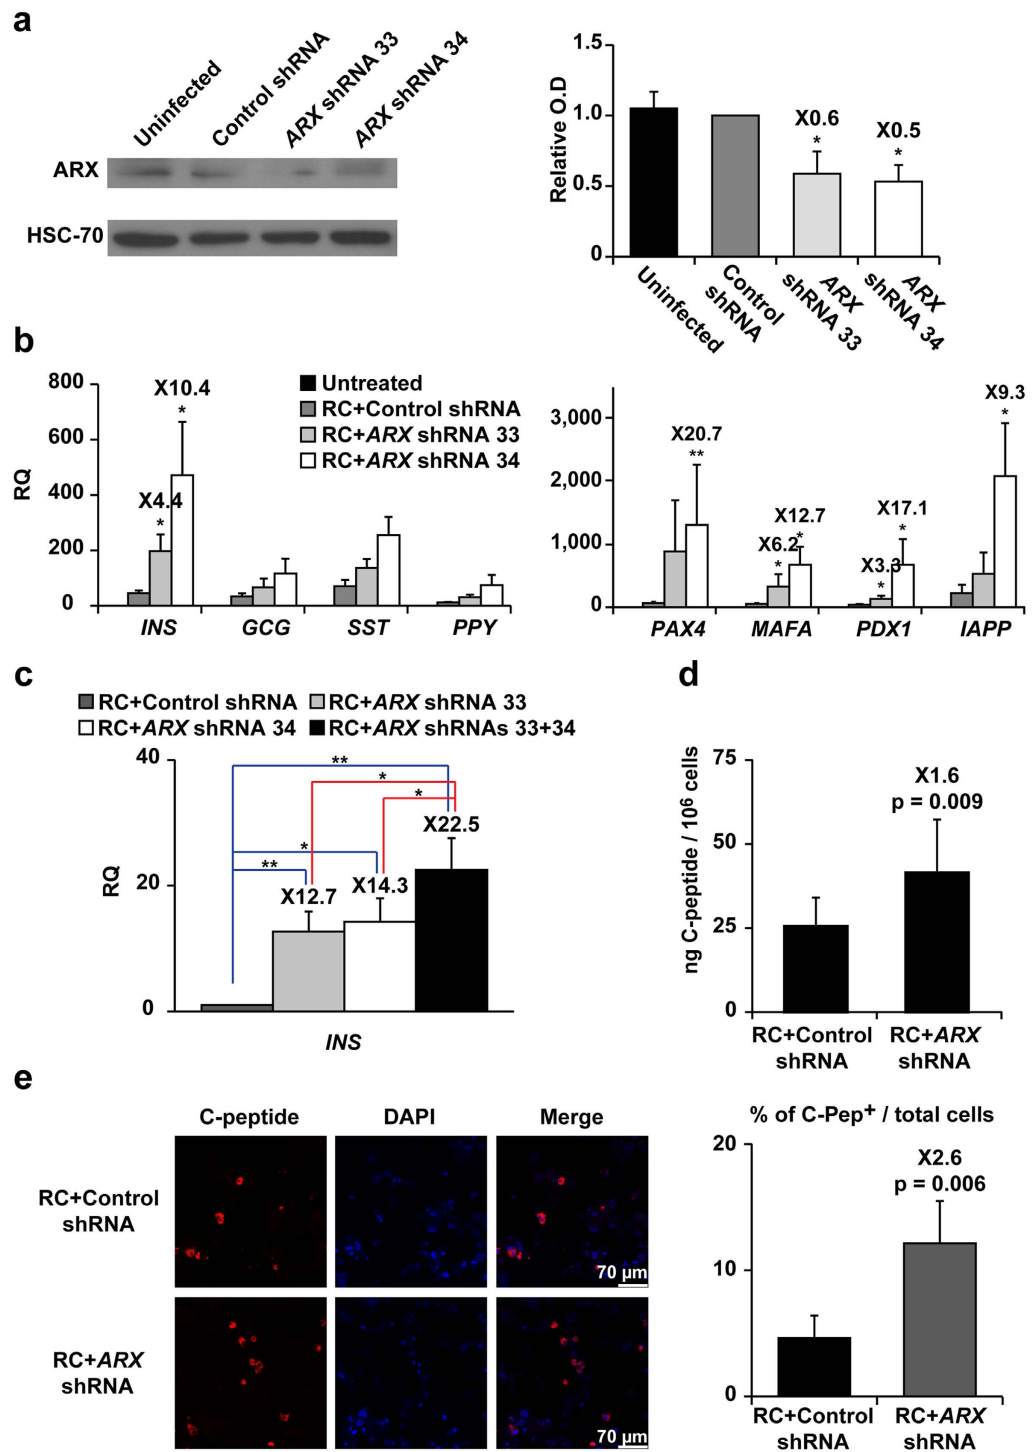 a
Uninfected
Control shRNA
ARX shRNA 33
ARX shRNA 34
ARX
HSC-70
Relative O.D
1.5
1.0
0.5
0
X0.6
*
X0.5
*
Uninfected
Control
shRNA
ARX
shRNA 33
ARX
shRNA 34
b
RQ
800
600
400
200
0
X10.4
*
X4.4
*
Untreated
RC+Control shRNA
RC+ARX shRNA 33
RC+ARX shRNA 34
INS GCG SST PPY
3,000
2,000
1,000
0
X20.7
**
X6.2
*
X12.7
*
X3.3
*
X17.1
*
X9.3
*
PAX4 MAFA PDX1 IAPP
c
RC+Control shRNA RC+ARX shRNA 33
RC+ARX shRNA 34 RC+ARX shRNAs 33+34
RQ
40
20
0
**
*
*
*
**
X12.7
X14.3
X22.5
INS
d
ng C-peptide / 10⁶ cells
75
50
25
0
X1.6
p = 0.009
RC+Control
shRNA
RC+ARX
shRNA
e
C-peptide DAPI Merge
RC+Control
shRNA
70 µm
RC+ARX
shRNA
70 µm
% of C-Pep⁺ / total cells
20
10
0
X2.6
p = 0.006
RC+Control
shRNA
RC+ARX
shRNA